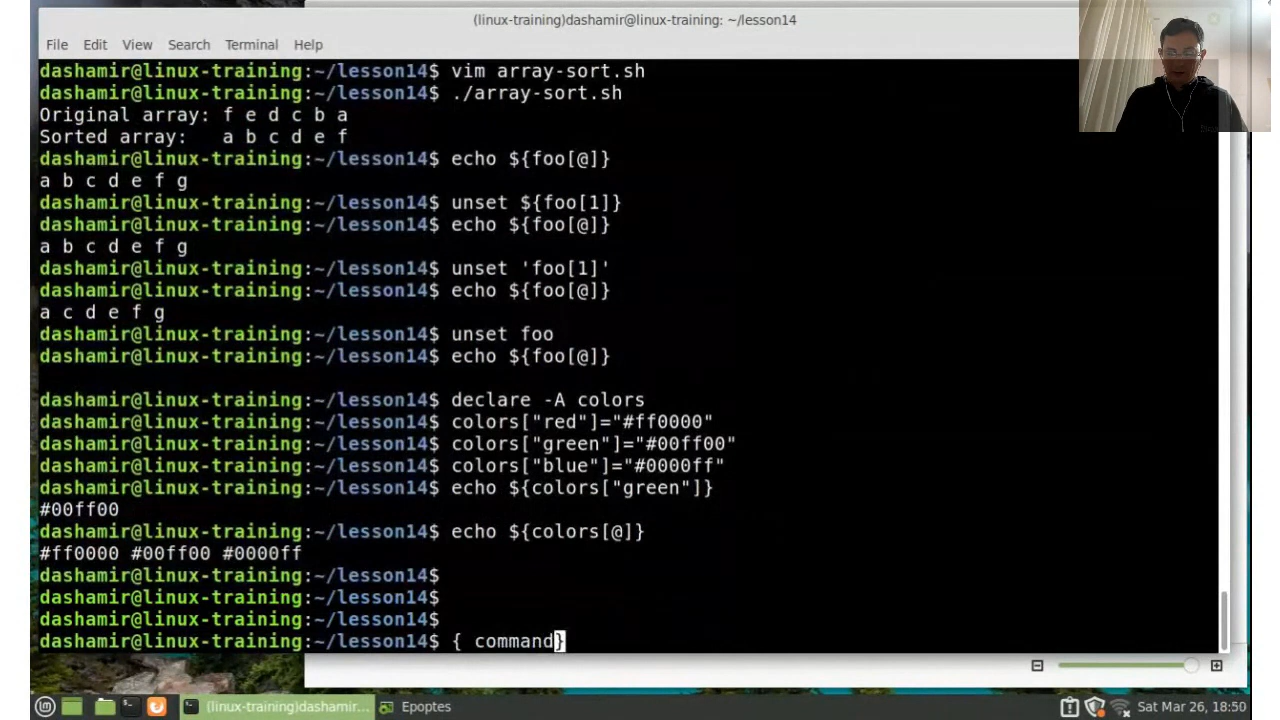 (linux-training)dashamir@linux-training: ~/lesson14
File Edit View Search Terminal Help
dashamir@linux-training:~/lesson14$ vim array-sort.sh
dashamir@linux-training:~/lesson14$ ./array-sort.sh
Original array: f e d c b a
Sorted array:   a b c d e f
dashamir@linux-training:~/lesson14$ echo ${foo[@]}
a b c d e f g
dashamir@linux-training:~/lesson14$ unset ${foo[1]}
dashamir@linux-training:~/lesson14$ echo ${foo[@]}
a b c d e f g
dashamir@linux-training:~/lesson14$ unset 'foo[1]'
dashamir@linux-training:~/lesson14$ echo ${foo[@]}
a c d e f g
dashamir@linux-training:~/lesson14$ unset foo
dashamir@linux-training:~/lesson14$ echo ${foo[@]}
dashamir@linux-training:~/lesson14$ declare -A colors
dashamir@linux-training:~/lesson14$ colors["red"]="#ff0000"
dashamir@linux-training:~/lesson14$ colors["green"]="#00ff00"
dashamir@linux-training:~/lesson14$ colors["blue"]="#0000ff"
dashamir@linux-training:~/lesson14$ echo ${colors["green"]}
#00ff00
dashamir@linux-training:~/lesson14$ echo ${colors[@]}
#ff0000 #00ff00 #0000ff
dashamir@linux-training:~/lesson14$
dashamir@linux-training:~/lesson14$
dashamir@linux-training:~/lesson14$
dashamir@linux-training:~/lesson14$ { command}
(linux-training)dashamir... Epoptes Sat Mar 26, 18:50